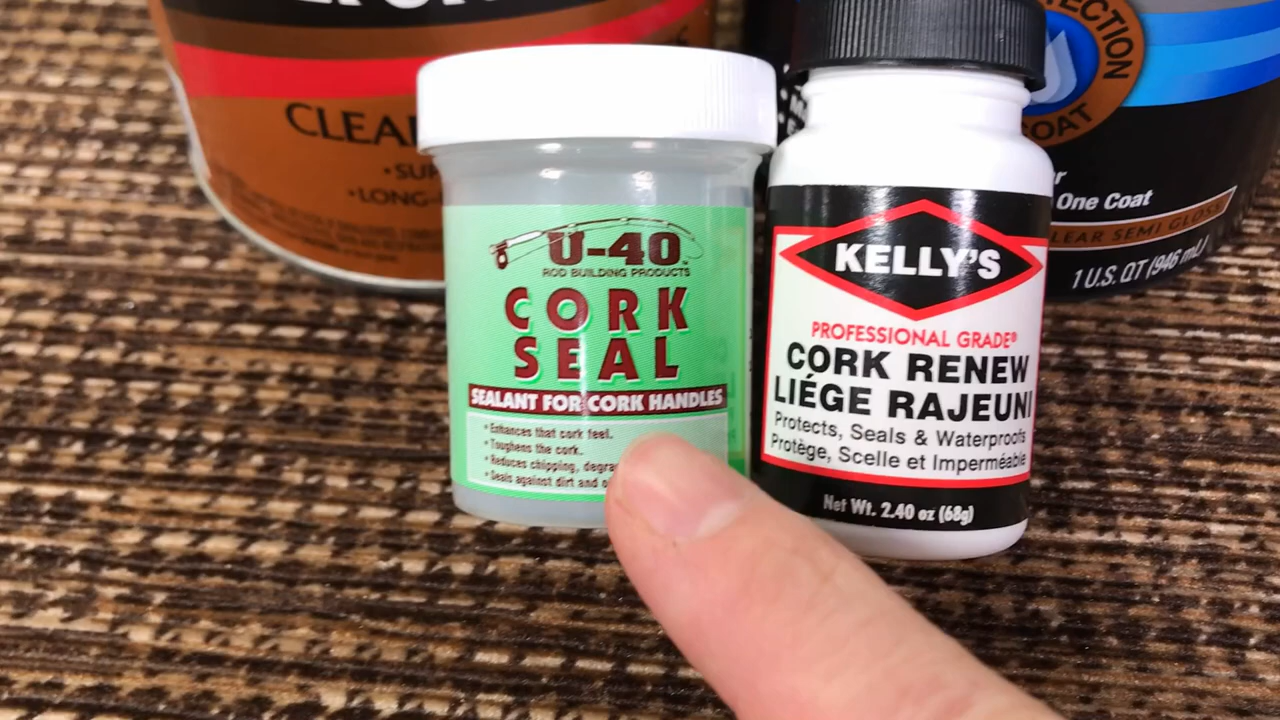 CLEA
•SU
•LONG-
U-40
ROD BUILDING PRODUCTS
CORK
SEAL
SEALANT FOR CORK HANDLES
•Enhances that cork feel.
•Toughens the cork.
•Reduces chipping, degra
•Seals against dirt and o
KELLY'S
PROFESSIONAL GRADE®
CORK RENEW
LIÉGE RAJEUNI
Protects, Seals & Waterproofs
Protège, Scelle et Imperméable
Net Wt. 2.40 oz (68g)
ECTION
COAT
One Coat
LEAR SEMI GLOSS
1 U.S. QT (946 mL)